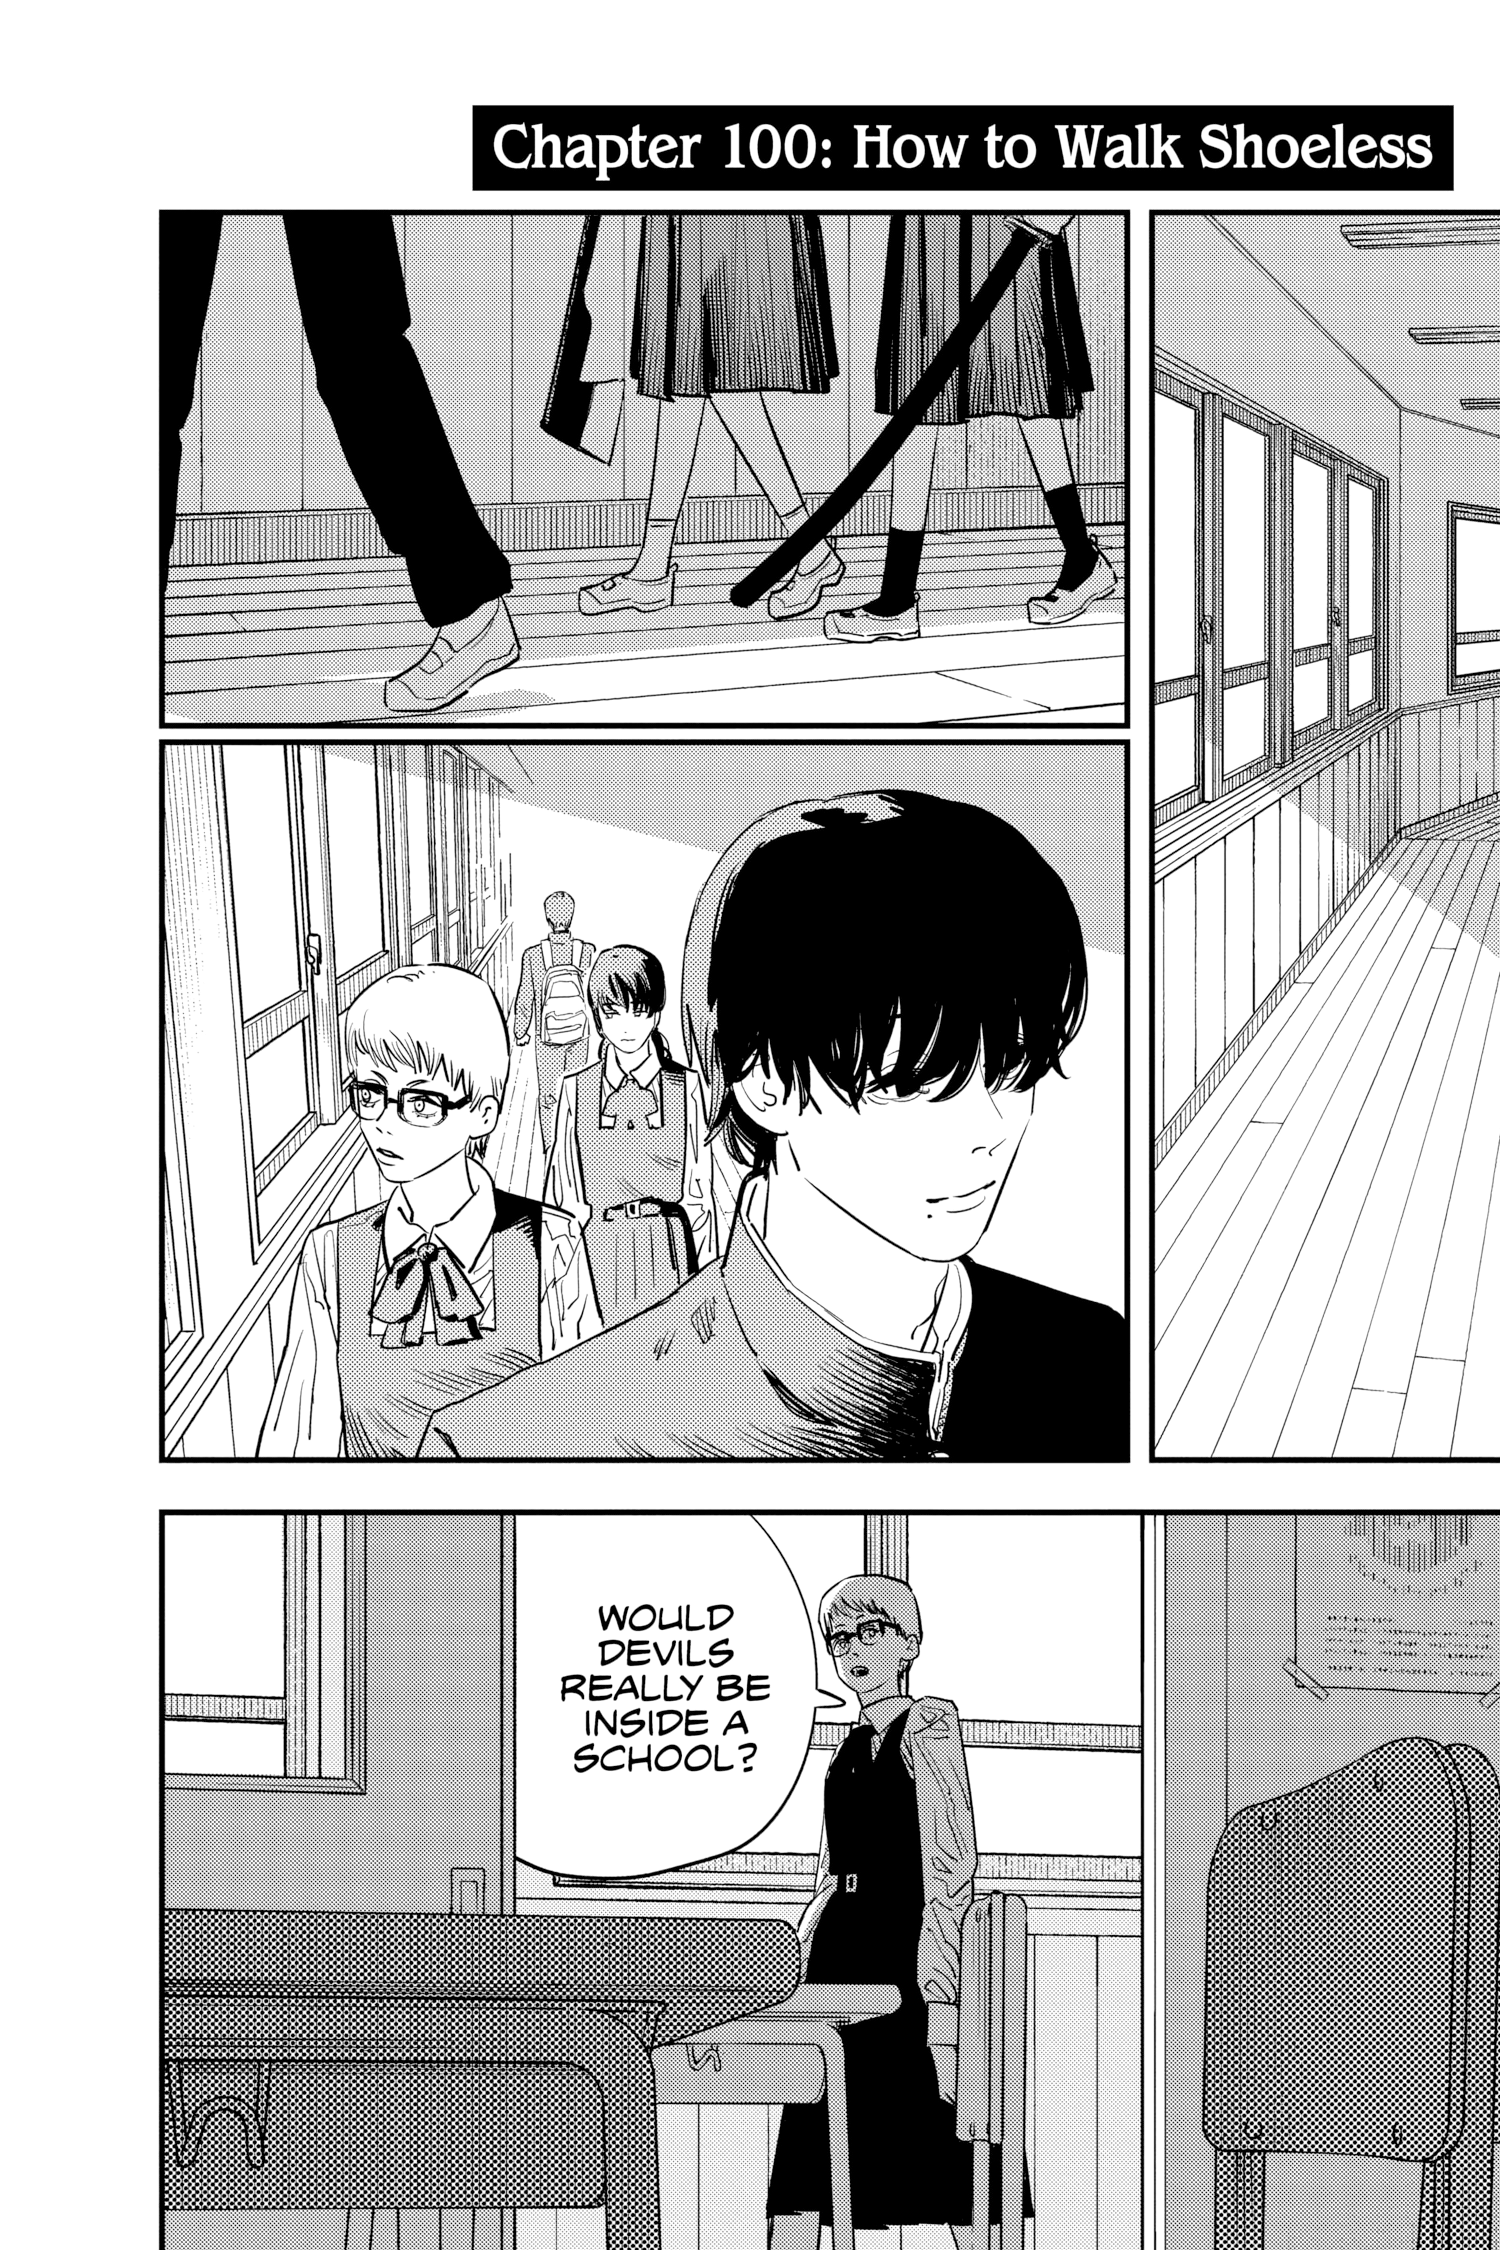 Chapter 100: How to Walk Shoeless
WOULD
DEVILS
REALLY BE
INSIDE A
SCHOOL?